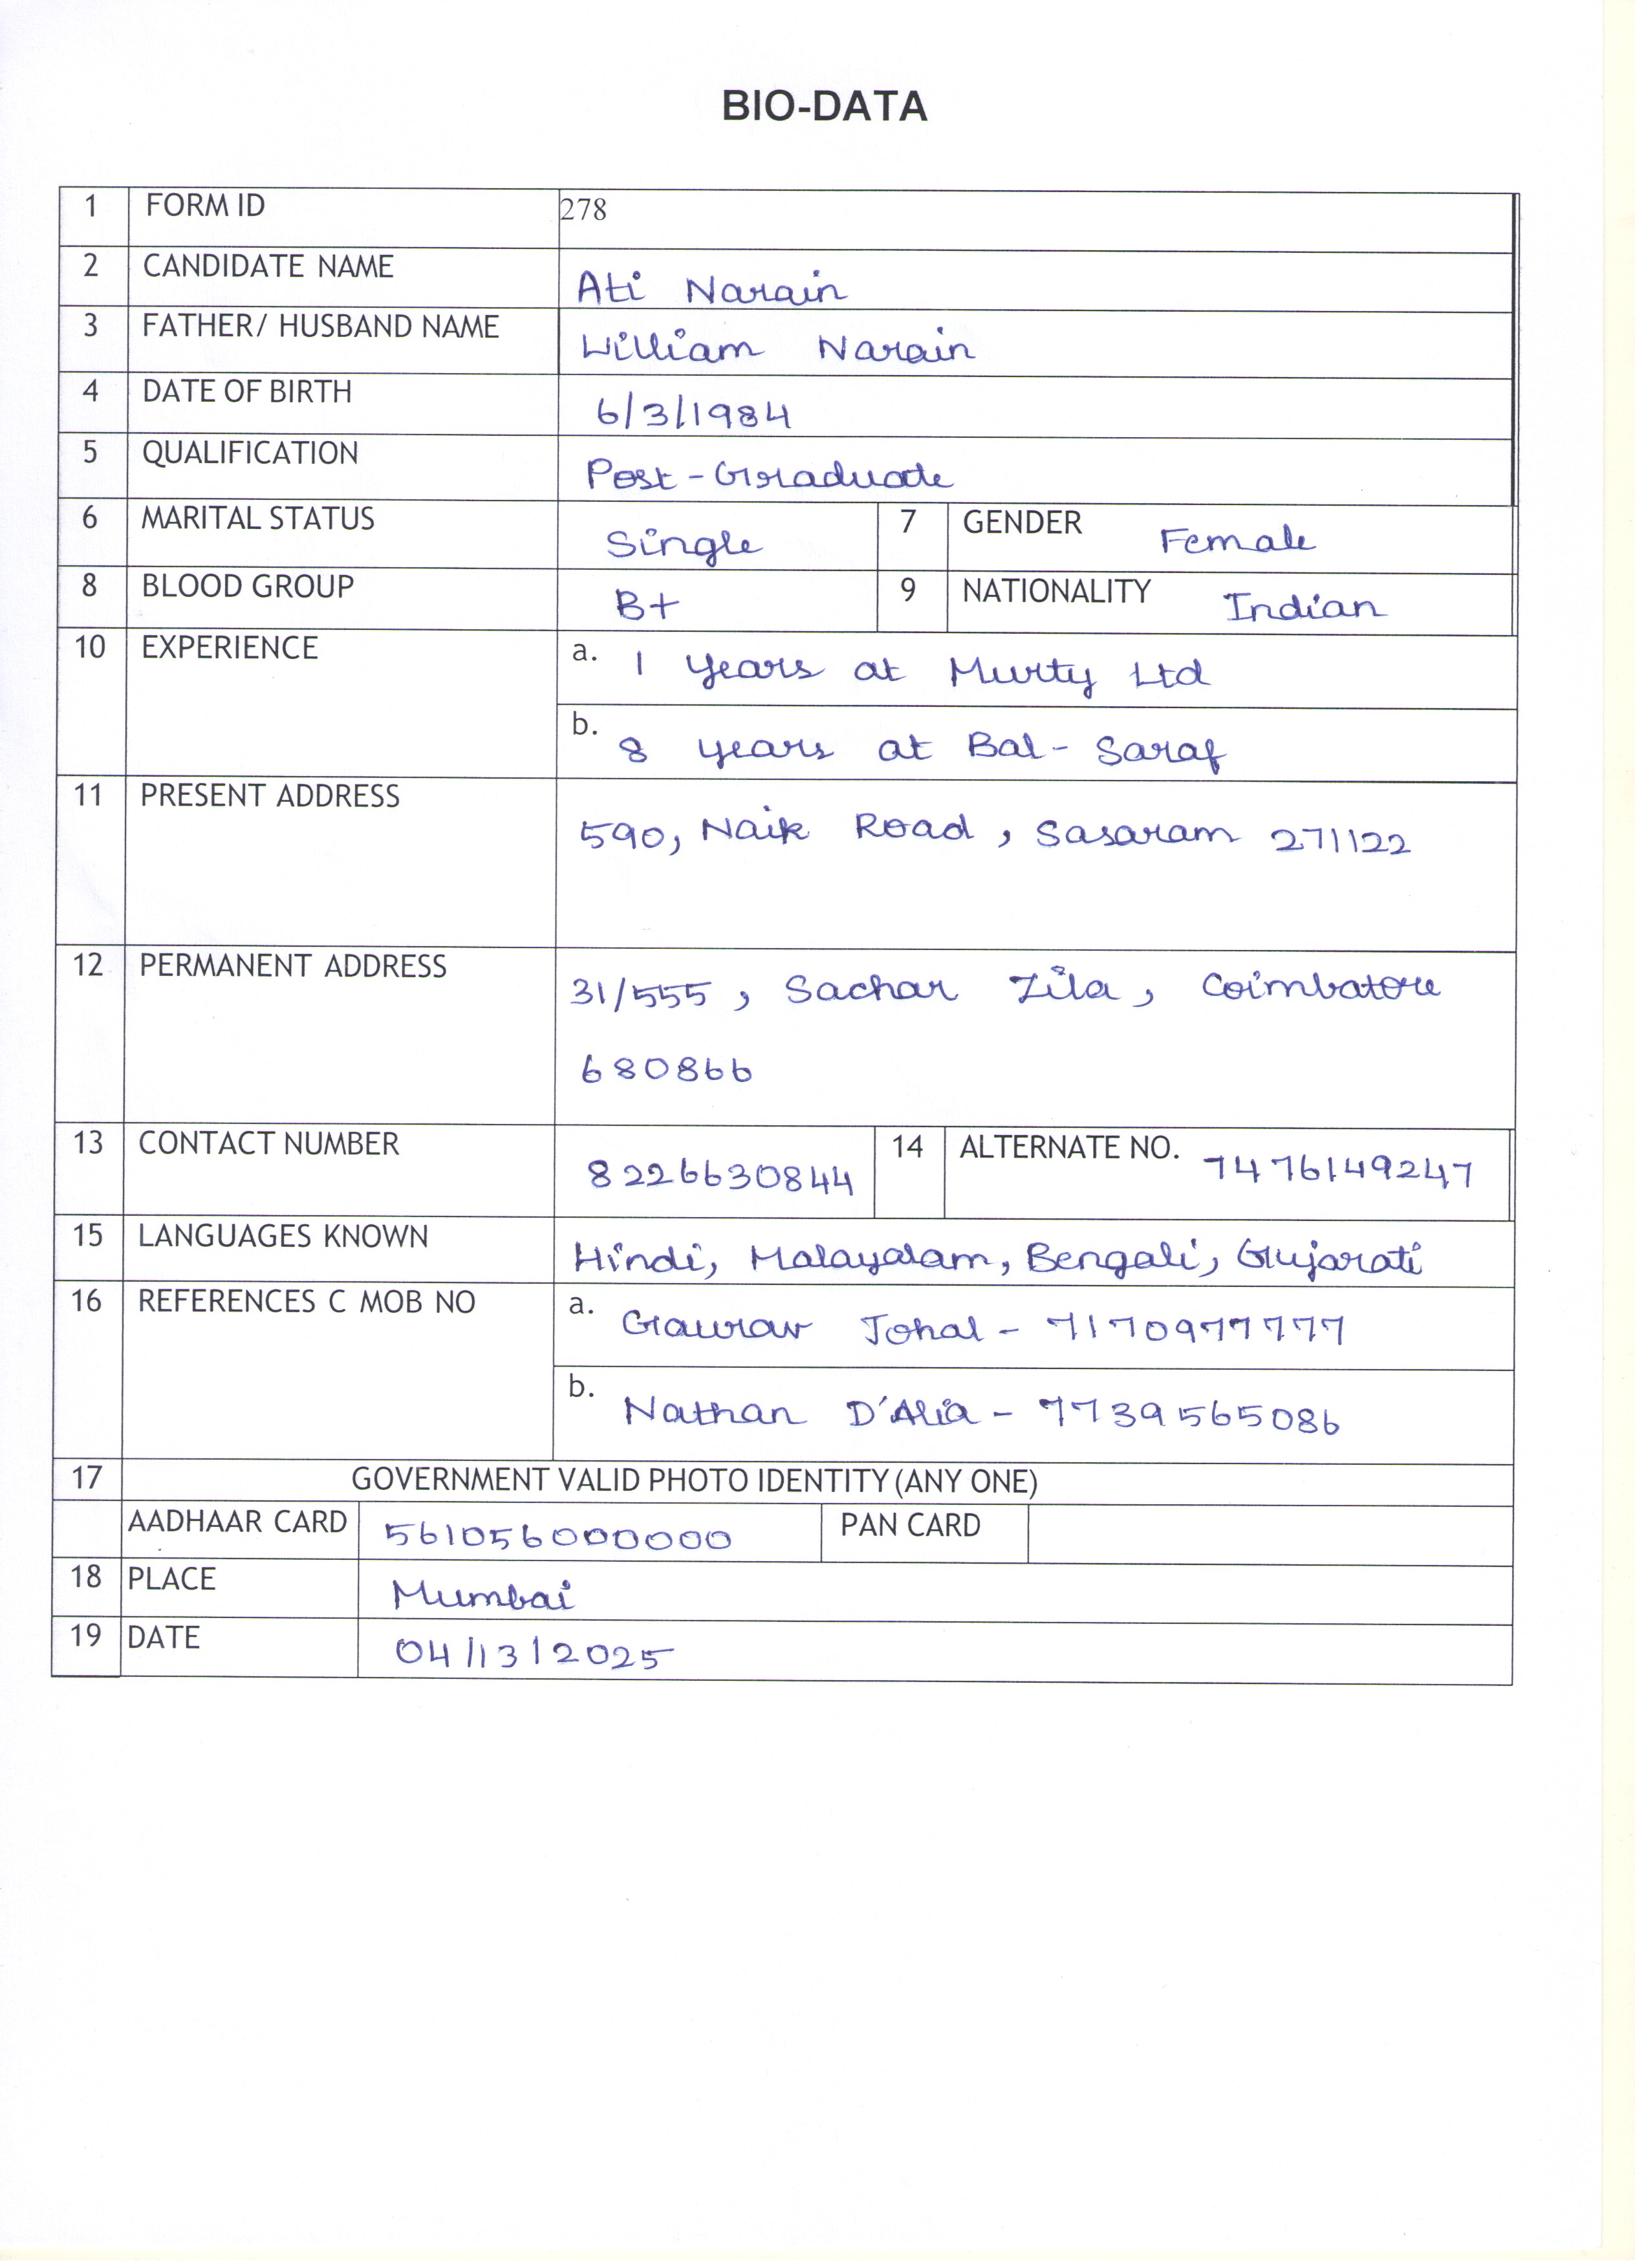 BIO-DATA
1 FORM ID 278
2 CANDIDATE NAME Ati Narain
3 FATHER/ HUSBAND NAME William Narain
4 DATE OF BIRTH 6/3/1984
5 QUALIFICATION Post-Graduate
6 MARITAL STATUS Single 7 GENDER Female
8 BLOOD GROUP B+ 9 NATIONALITY Indian
10 EXPERIENCE a. 1 years at Murty Ltd
b. 8 years at Bal-Saraf
11 PRESENT ADDRESS 590, Naik Road, Sasaram 271122
12 PERMANENT ADDRESS 31/555, Sachar Zila, Coimbatore
680866
13 CONTACT NUMBER 8226630844 14 ALTERNATE NO. 7476149247
15 LANGUAGES KNOWN Hindi, Malayalam, Bengali, Gujarati
16 REFERENCES C MOB NO a. Gaurav Johal - 7170977777
b. Nathan D'Alia - 7739565086
17 GOVERNMENT VALID PHOTO IDENTITY (ANY ONE)
AADHAAR CARD 561056000000 PAN CARD
18 PLACE Mumbai
19 DATE 04/13/2025